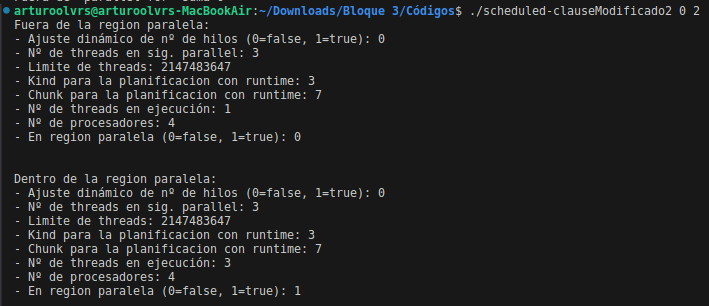 arturoolvrs@arturoolvrs-MacBookAir:~/Downloads/Bloque 3/Códigos$ ./scheduled-clauseModificado2 0 2
Fuera de la region paralela:
- Ajuste dinámico de nº de hilos (0=false, 1=true): 0
- Nº de threads en sig. parallel: 3
- Limite de threads: 2147483647
- Kind para la planificacion con runtime: 3
- Chunk para la planificacion con runtime: 7
- Nº de threads en ejecución: 1
- Nº de procesadores: 4
- En region paralela (0=false, 1=true): 0
Dentro de la region paralela:
- Ajuste dinámico de nº de hilos (0=false, 1=true): 0
- Nº de threads en sig. parallel: 3
- Limite de threads: 2147483647
- Kind para la planificacion con runtime: 3
- Chunk para la planificacion con runtime: 7
- Nº de threads en ejecución: 3
- Nº de procesadores: 4
- En region paralela (0=false, 1=true): 1